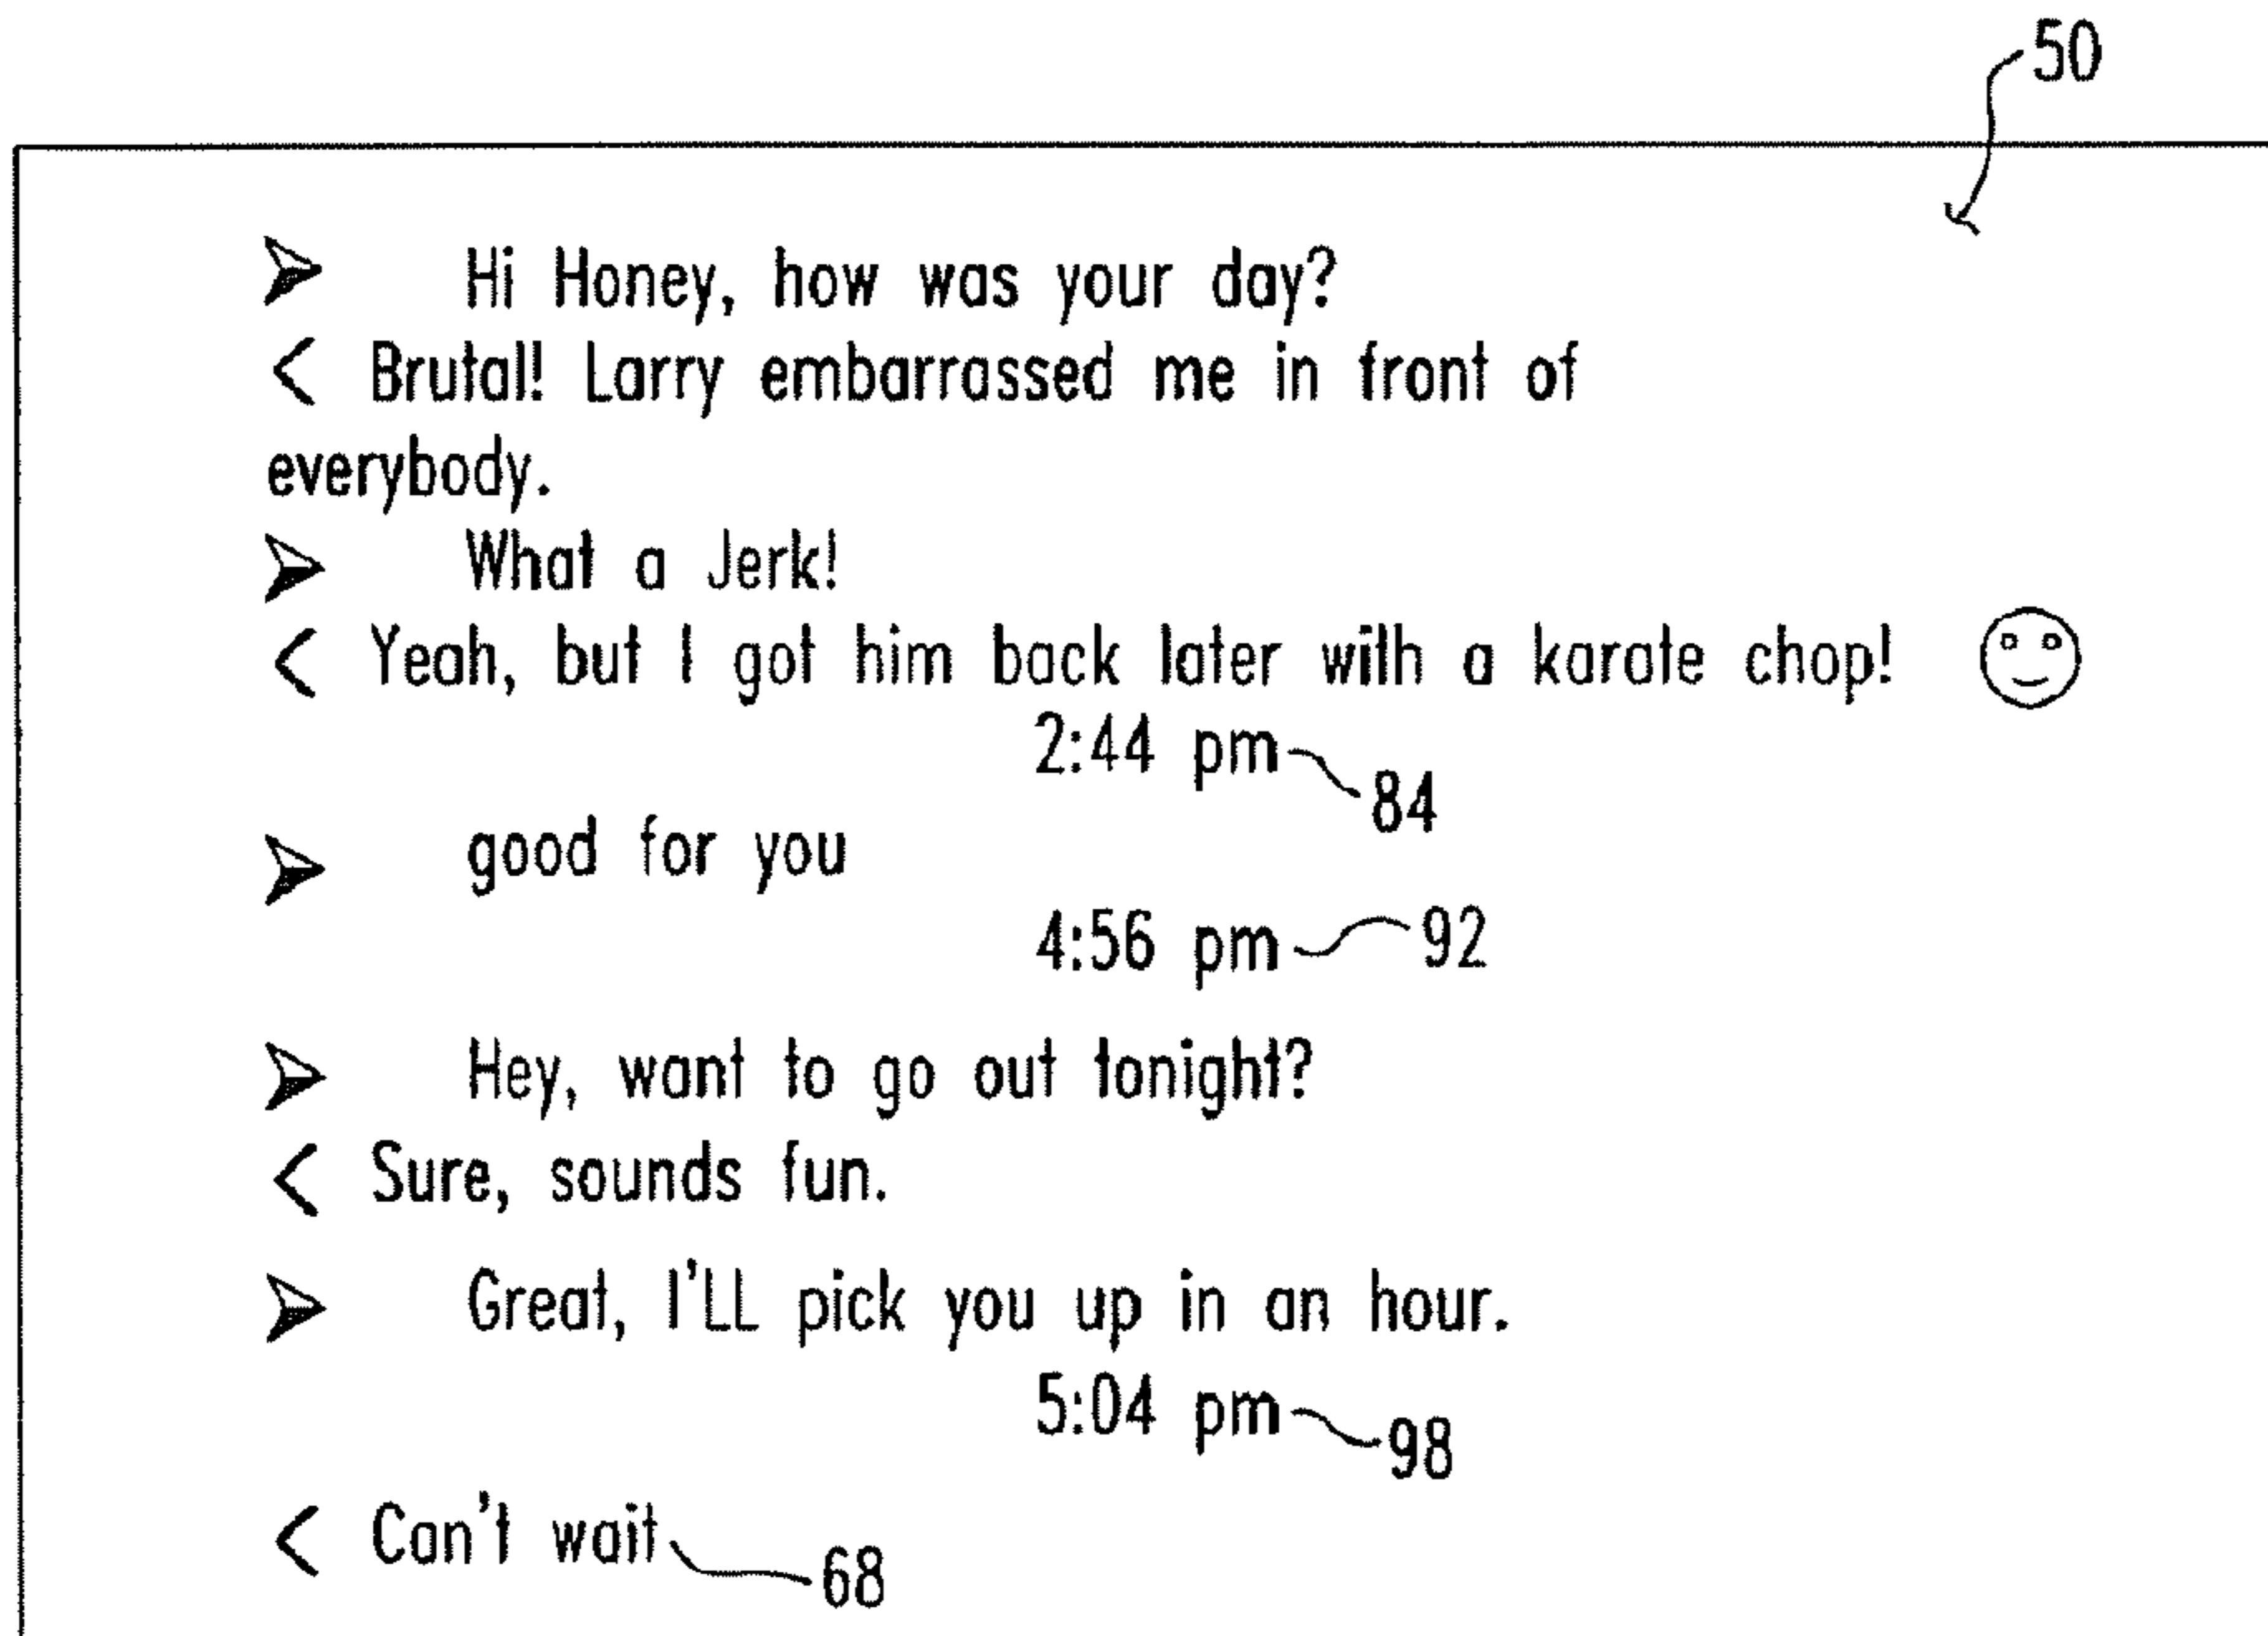 50
➢ Hi Honey, how was your day?
< Brutal! Larry embarrassed me in front of
everybody.
➢ What a Jerk!
< Yeah, but I got him back later with a karate chop! ☺
2:44 pm 84
➢ good for you
4:56 pm 92
➢ Hey, want to go out tonight?
< Sure, sounds fun.
➢ Great, I'LL pick you up in an hour.
5:04 pm 98
< Can't wait 68